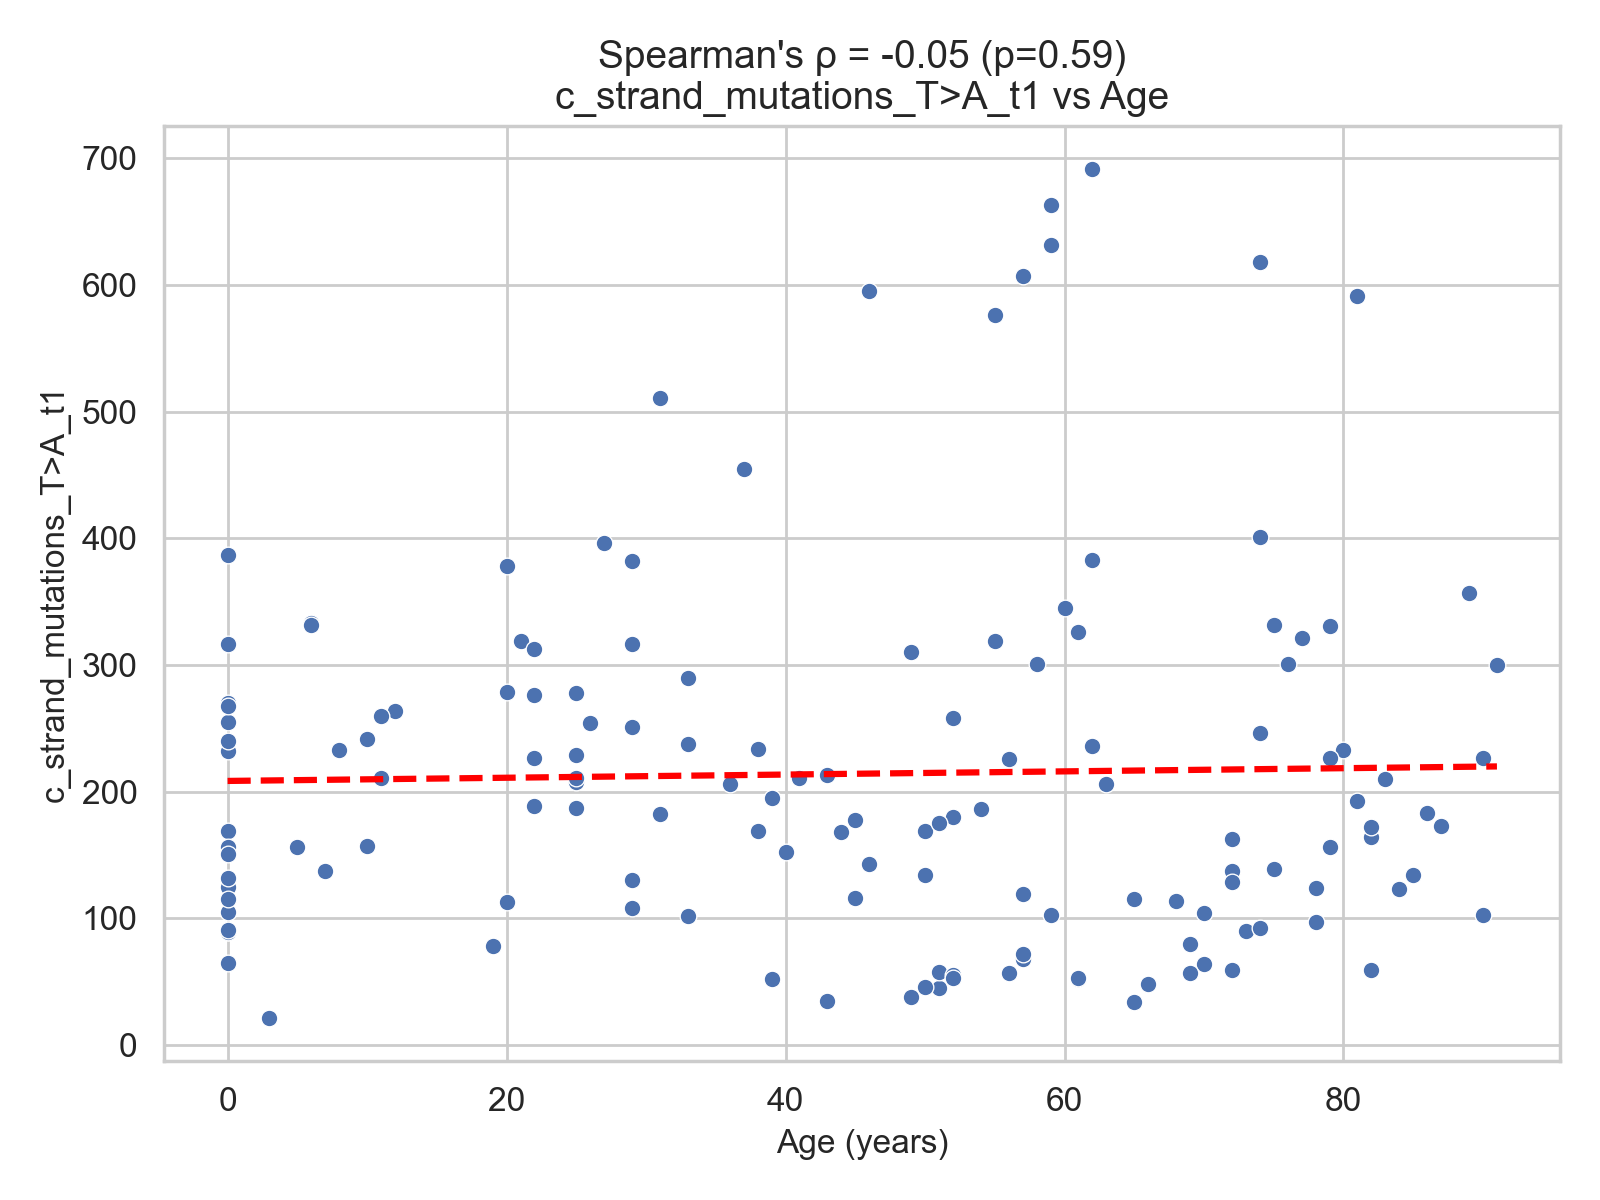 Spearman's ρ = -0.05 (p=0.59)
c_strand_mutations_T>A_t1 vs Age
c_strand_mutations_T>A_t1
700
600
500
400
300
200
100
0
0 20 40 60 80
Age (years)